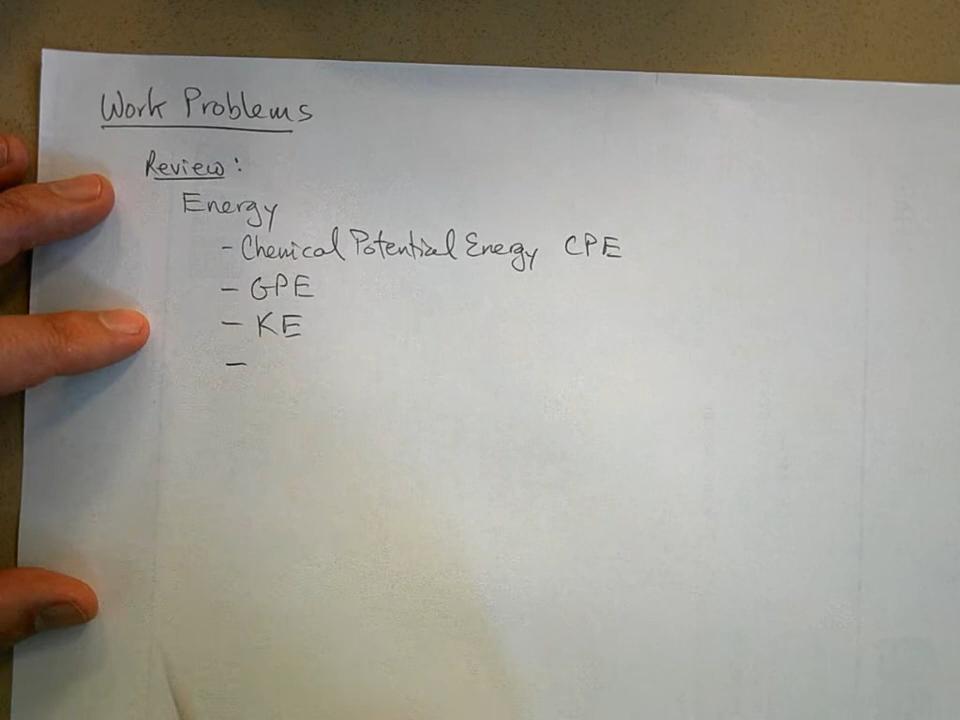 Work Problems
Review:
Energy
- Chemical Potential Energy CPE
- GPE
- KE
-